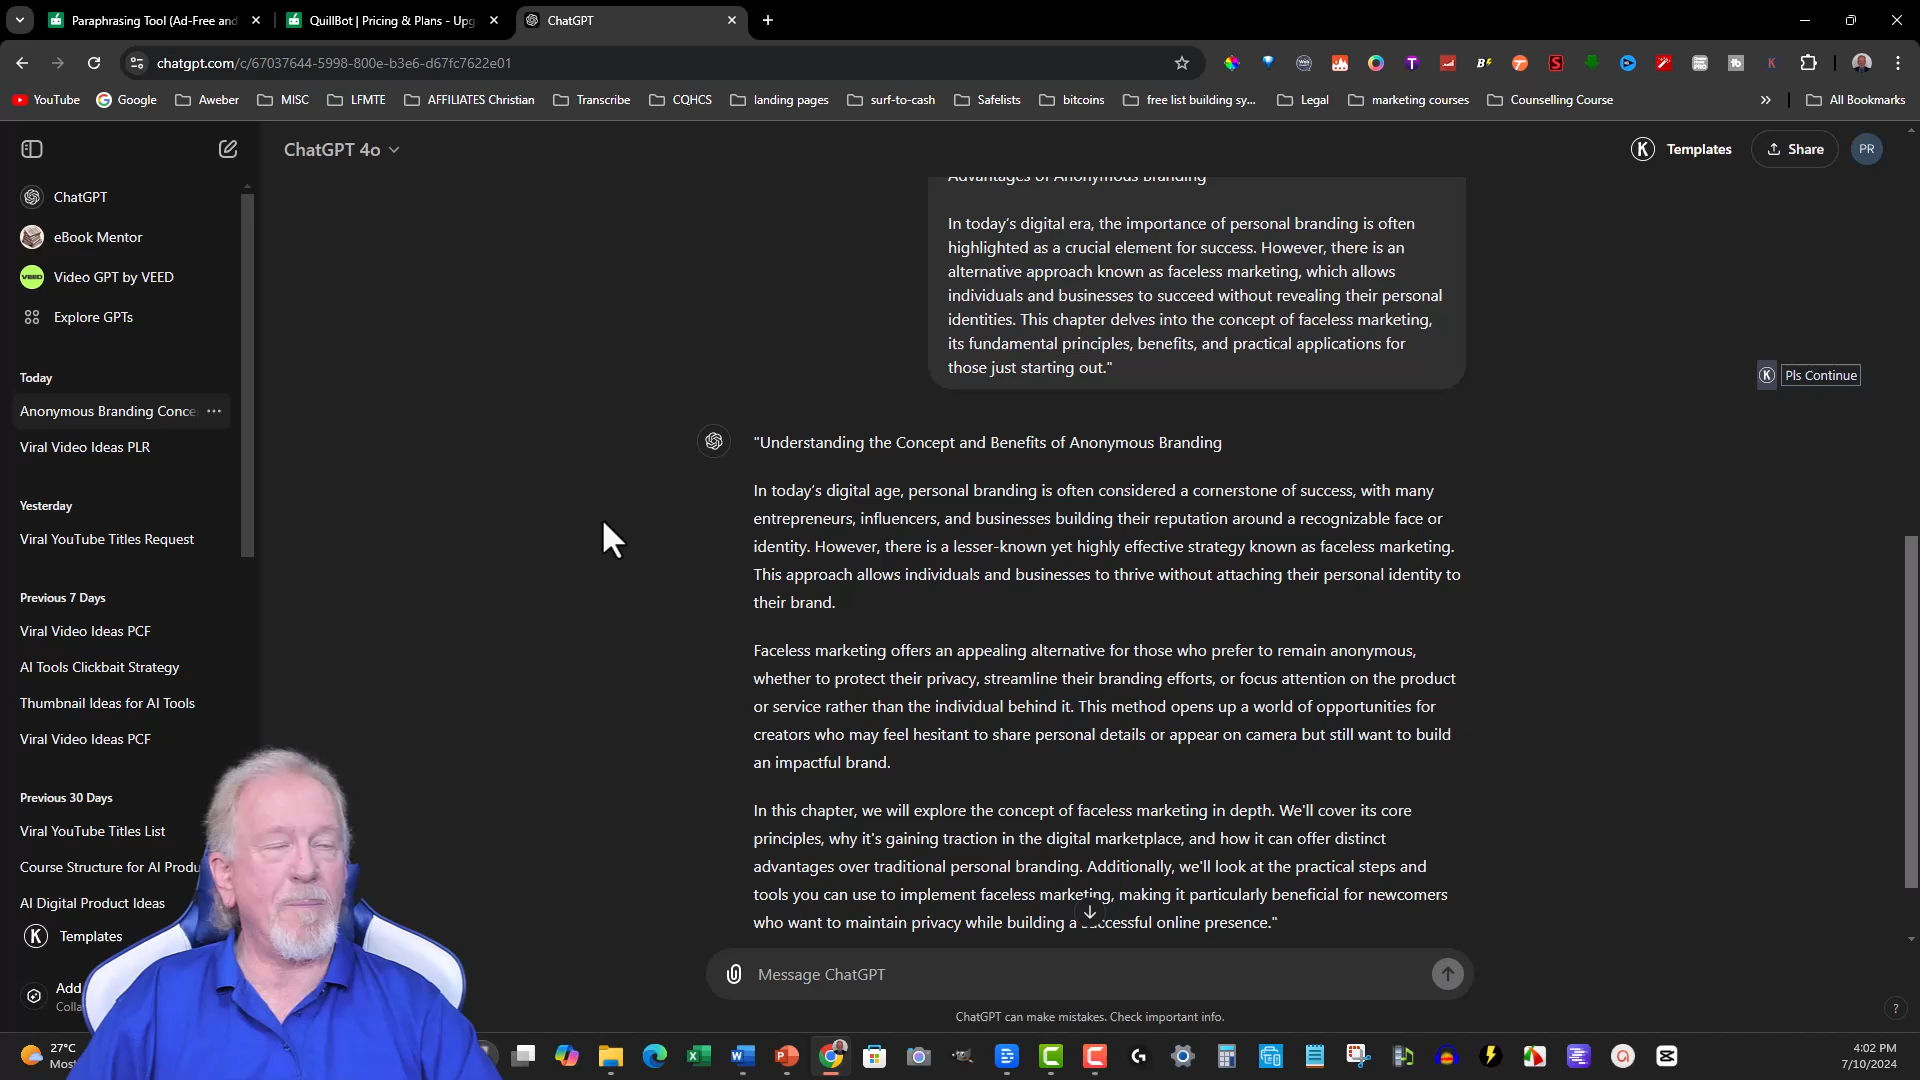 Paraphrasing Tool (Ad-Free and
QuillBot | Pricing & Plans - Upg
ChatGPT
chatgpt.com/c/67037644-5998-800e-b3e6-d67fc7622e01
YouTube
Google
Aweber
MISC
LFMTE
AFFILIATES Christian
Transcribe
CQHCS
landing pages
surf-to-cash
Safelists
bitcoins
free list building sy...
Legal
marketing courses
Counselling Course
All Bookmarks
ChatGPT 4o
Templates
Share
PR
ChatGPT
eBook Mentor
Video GPT by VEED
Explore GPTs
Today
Anonymous Branding Conce
Viral Video Ideas PLR
Yesterday
Viral YouTube Titles Request
Previous 7 Days
Viral Video Ideas PCF
AI Tools Clickbait Strategy
Thumbnail Ideas for AI Tools
Viral Video Ideas PCF
Previous 30 Days
Viral YouTube Titles List
Course Structure for AI Produ
AI Digital Product Ideas
Templates
Add
Colla
Advantages of Anonymous Branding
In today's digital era, the importance of personal branding is often
highlighted as a crucial element for success. However, there is an
alternative approach known as faceless marketing, which allows
individuals and businesses to succeed without revealing their personal
identities. This chapter delves into the concept of faceless marketing,
its fundamental principles, benefits, and practical applications for
those just starting out."
Pls Continue
"Understanding the Concept and Benefits of Anonymous Branding
In today's digital age, personal branding is often considered a cornerstone of success, with many
entrepreneurs, influencers, and businesses building their reputation around a recognizable face or
identity. However, there is a lesser-known yet highly effective strategy known as faceless marketing.
This approach allows individuals and businesses to thrive without attaching their personal identity to
their brand.
Faceless marketing offers an appealing alternative for those who prefer to remain anonymous,
whether to protect their privacy, streamline their branding efforts, or focus attention on the product
or service rather than the individual behind it. This method opens up a world of opportunities for
creators who may feel hesitant to share personal details or appear on camera but still want to build
an impactful brand.
In this chapter, we will explore the concept of faceless marketing in depth. We'll cover its core
principles, why it's gaining traction in the digital marketplace, and how it can offer distinct
advantages over traditional personal branding. Additionally, we'll look at the practical steps and
tools you can use to implement faceless marketing, making it particularly beneficial for newcomers
who want to maintain privacy while building a successful online presence."
Message ChatGPT
ChatGPT can make mistakes. Check important info.
?
27°C
Most
4:02 PM
7/10/2024